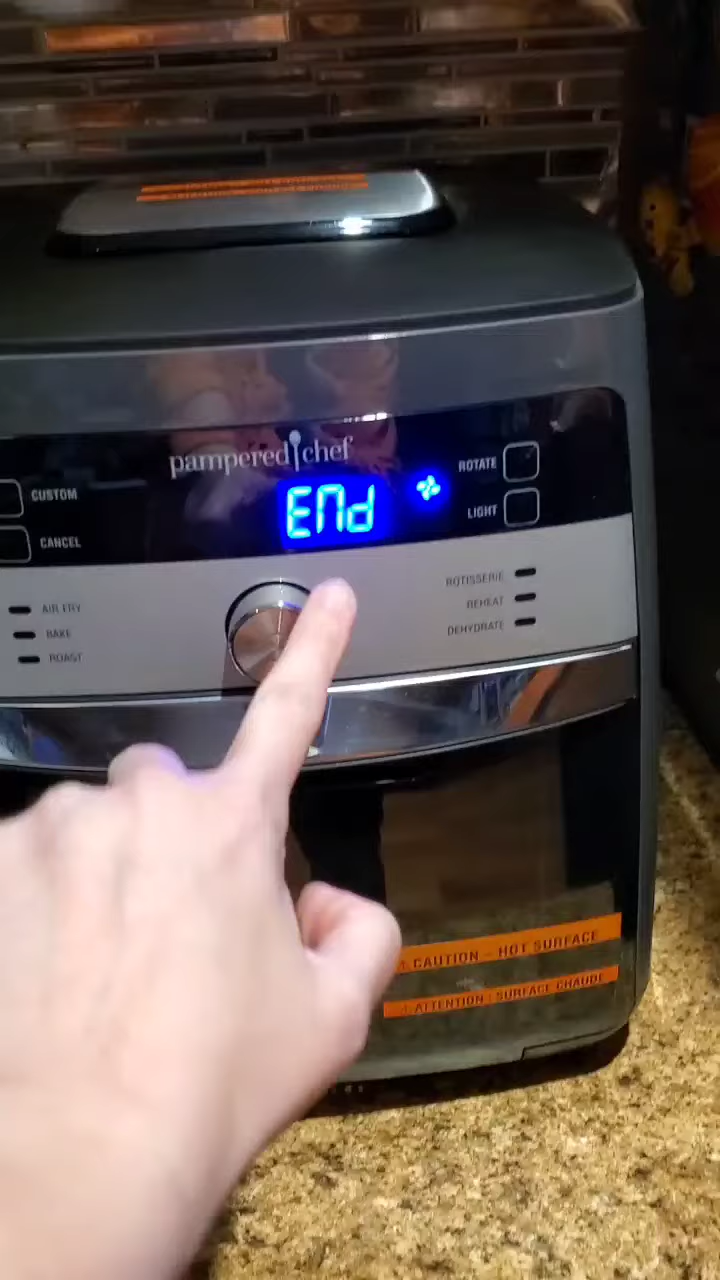 pampered chef
CUSTOM
CANCEL
ENd
ROTATE
LIGHT
AIR FRY
BAKE
ROAST
ROTISSERIE
REHEAT
DEHYDRATE
⚠ CAUTION - HOT SURFACE
⚠ ATTENTION : SURFACE CHAUDE